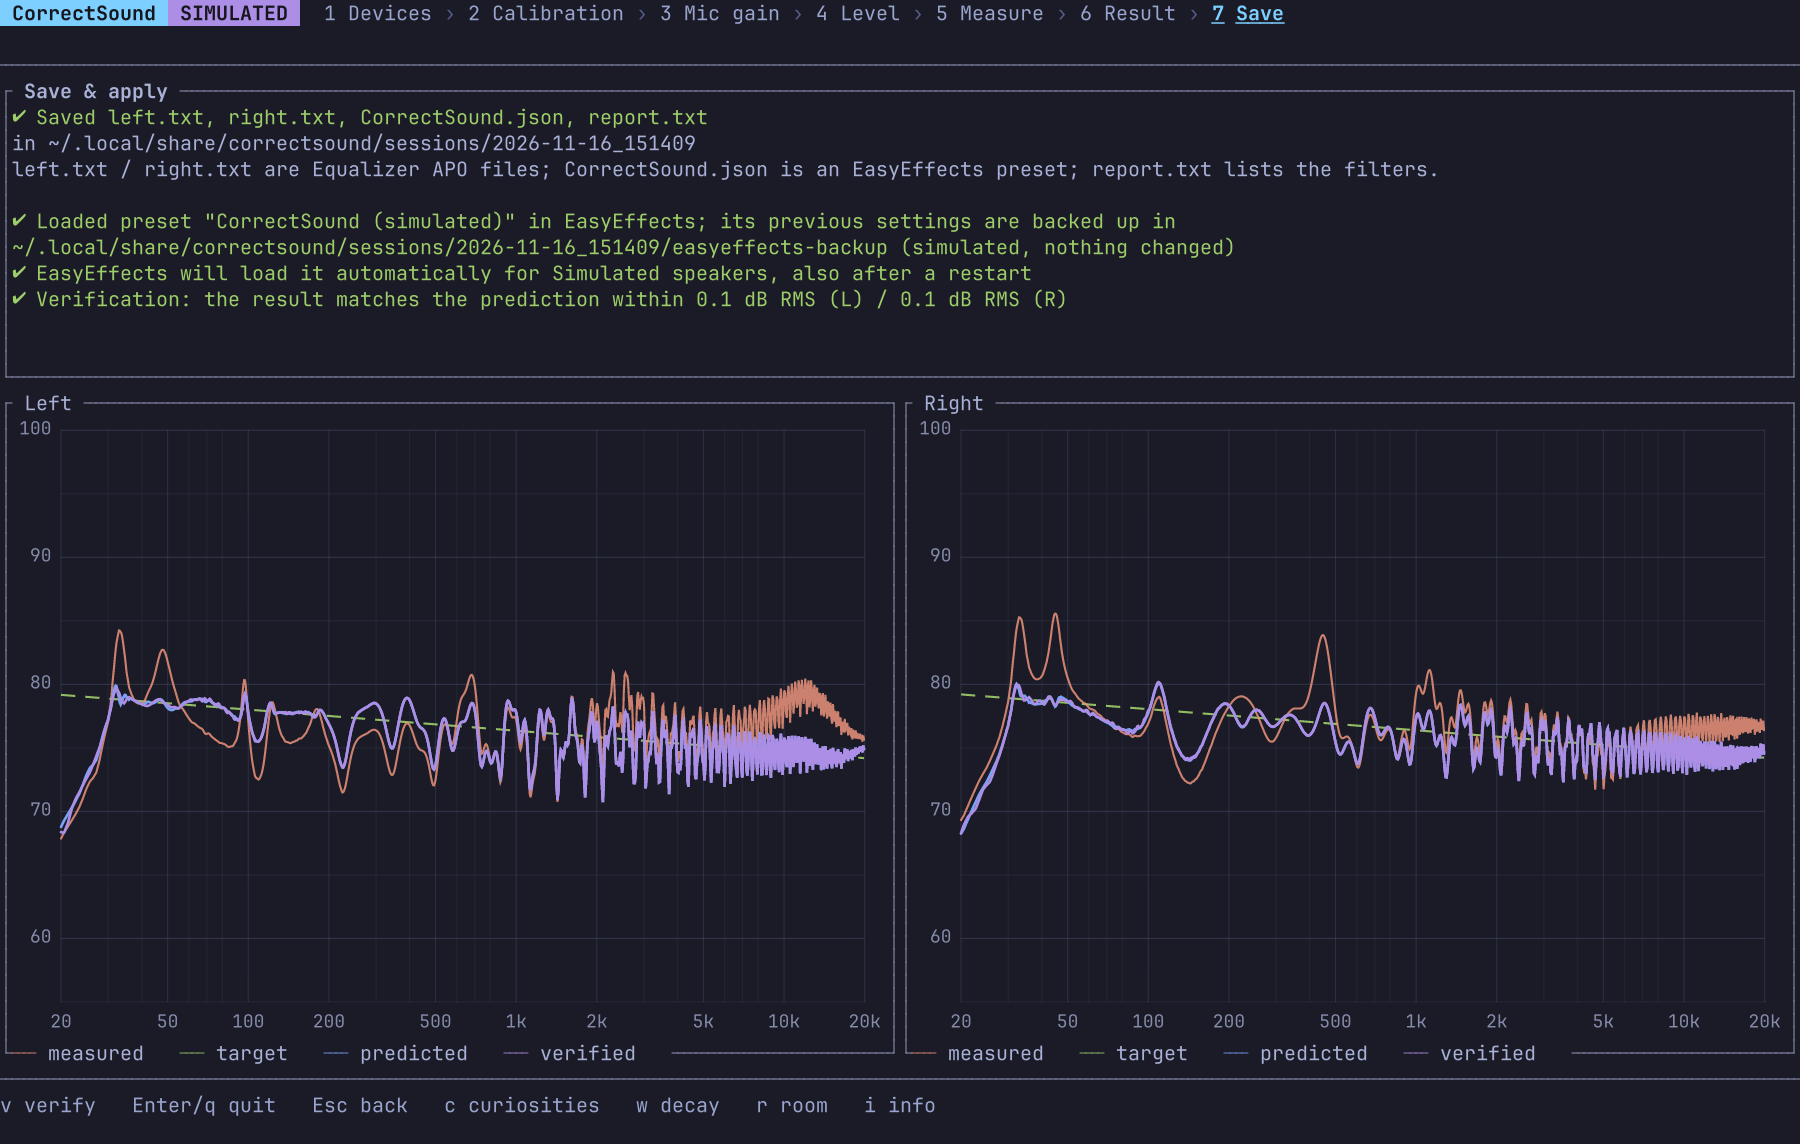 CorrectSound SIMULATED 1 Devices › 2 Calibration › 3 Mic gain › 4 Level › 5 Measure › 6 Result › 7 Save
Save & apply
✔ Saved left.txt, right.txt, CorrectSound.json, report.txt
in ~/.local/share/correctsound/sessions/2026-11-16_151409
left.txt / right.txt are Equalizer APO files; CorrectSound.json is an EasyEffects preset; report.txt lists the filters.
✔ Loaded preset "CorrectSound (simulated)" in EasyEffects; its previous settings are backed up in
~/.local/share/correctsound/sessions/2026-11-16_151409/easyeffects-backup (simulated, nothing changed)
✔ EasyEffects will load it automatically for Simulated speakers, also after a restart
✔ Verification: the result matches the prediction within 0.1 dB RMS (L) / 0.1 dB RMS (R)
Left
100
90
80
70
60
20 50 100 200 500 1k 2k 5k 10k 20k
measured target predicted verified
Right
100
90
80
70
60
20 50 100 200 500 1k 2k 5k 10k 20k
measured target predicted verified
v verify Enter/q quit Esc back c curiosities w decay r room i info